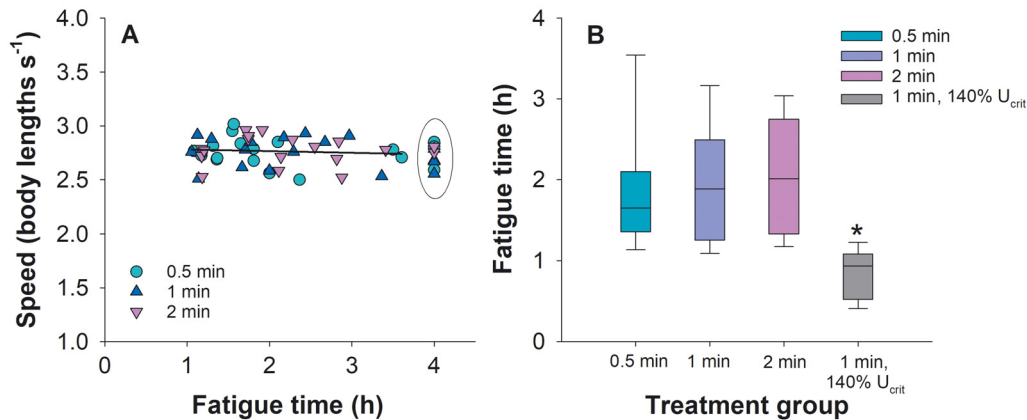 A
Speed (body lengths s⁻¹)
4.0
3.5
3.0
2.5
2.0
1.5
1.0
0.5 min
1 min
2 min
0
1
2
3
4
Fatigue time (h)
B
Fatigue time (h)
4
3
2
1
0
0.5 min
1 min
2 min
1 min, 140% Ucrit
*
0.5 min
1 min
2 min
1 min,
140% Ucrit
Treatment group